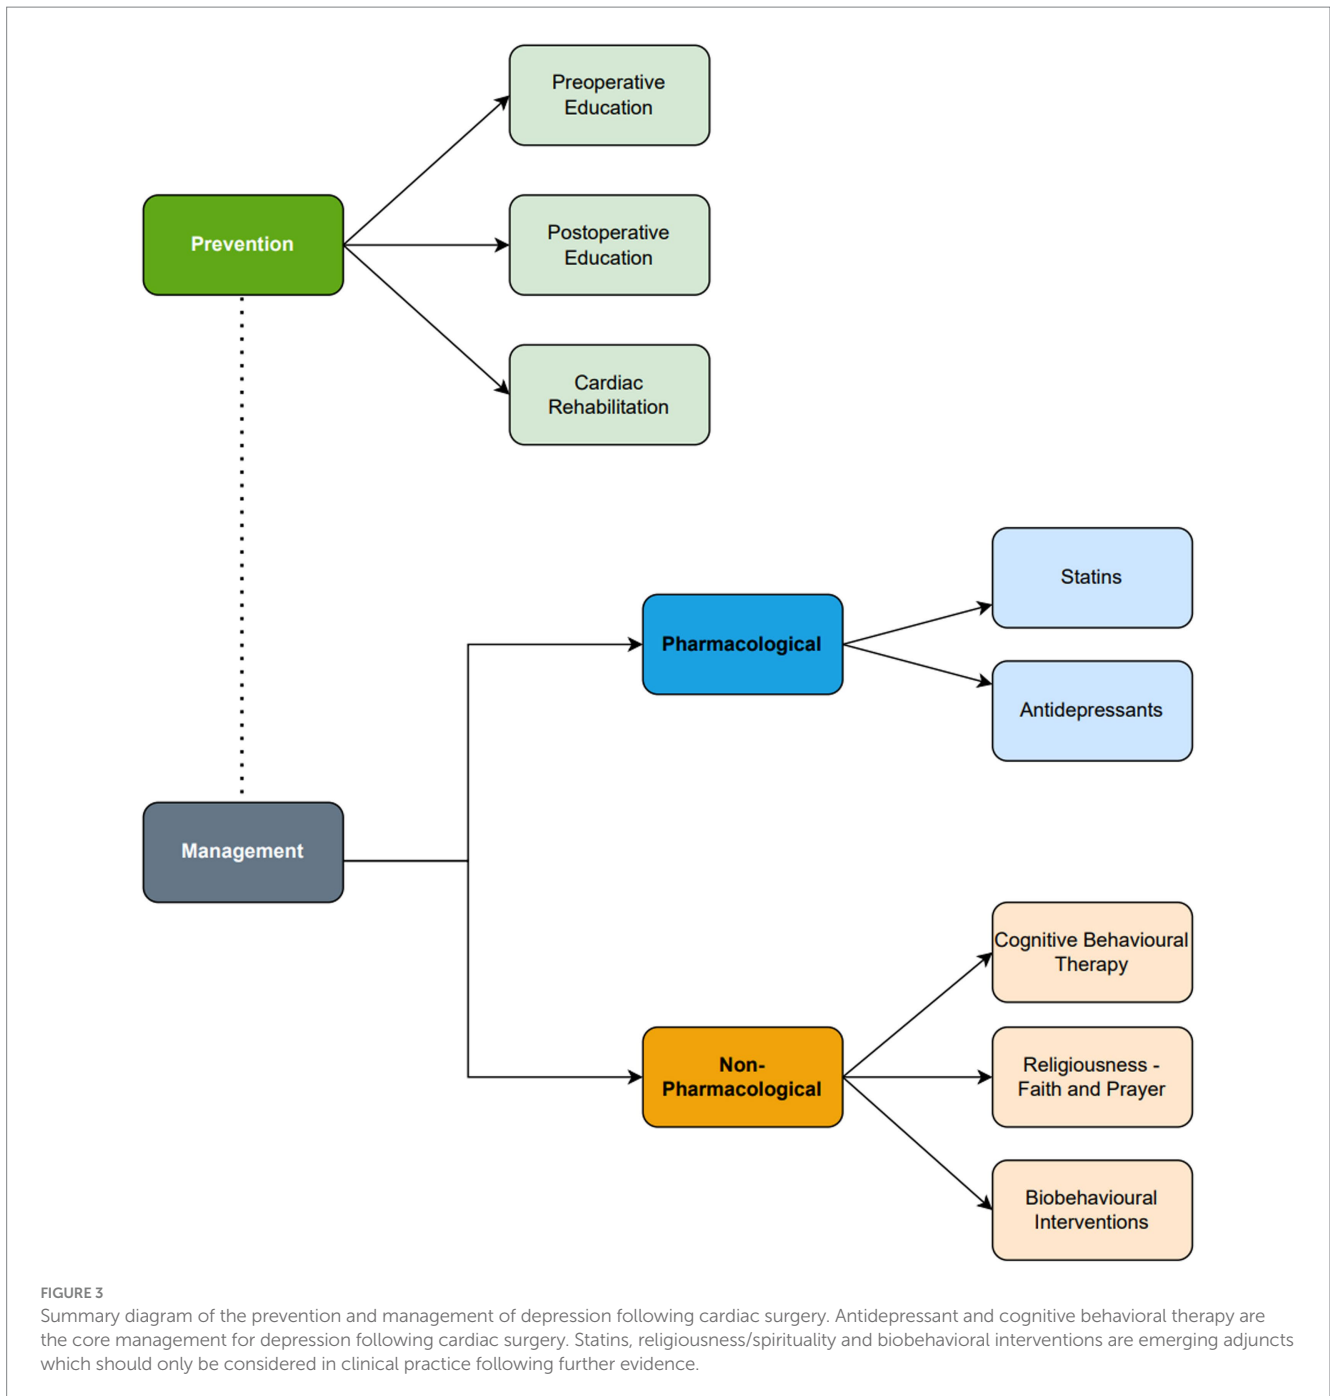 Preoperative
Education
Prevention
Postoperative
Education
Cardiac
Rehabilitation
Statins
Pharmacological
Antidepressants
Management
Cognitive Behavioural
Therapy
Non-
Pharmacological
Religiousness -
Faith and Prayer
Biobehavioural
Interventions
FIGURE 3
Summary diagram of the prevention and management of depression following cardiac surgery. Antidepressant and cognitive behavioral therapy are
the core management for depression following cardiac surgery. Statins, religiousness/spirituality and biobehavioral interventions are emerging adjuncts
which should only be considered in clinical practice following further evidence.